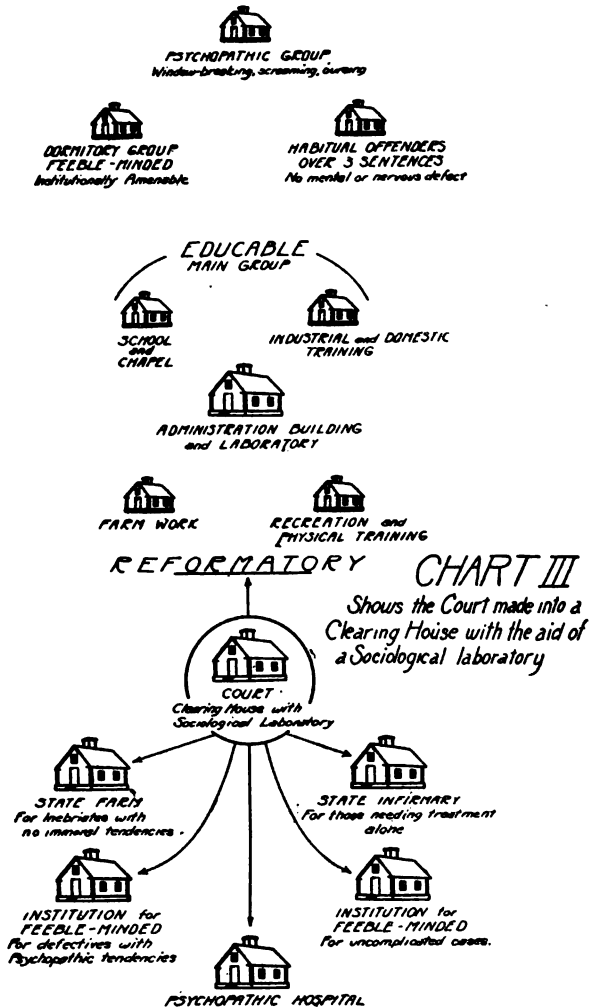 PSYCHOPATHIC GROUP
Window-breaking, screaming, cursing
DORMITORY GROUP
FEEBLE-MINDED
Institutionally Amenable
HABITUAL OFFENDERS
OVER 3 SENTENCES
No mental or nervous defect
EDUCABLE
MAIN GROUP
SCHOOL
and
CHAPEL
INDUSTRIAL and DOMESTIC
TRAINING
ADMINISTRATION BUILDING
and LABORATORY
FARM WORK
RECREATION and
PHYSICAL TRAINING
REFORMATORY
CHART III
Shows the Court made into a
Clearing House with the aid of
a Sociological laboratory
COURT
Clearing House with
Sociological Laboratory
STATE FARM
For Inebriates with
no immoral tendencies.
STATE INFIRMARY
For those needing treatment
alone
INSTITUTION for
FEEBLE-MINDED
For defectives with
Psychopathic tendencies
INSTITUTION for
FEEBLE-MINDED
For uncomplicated cases.
PSYCHOPATHIC HOSPITAL